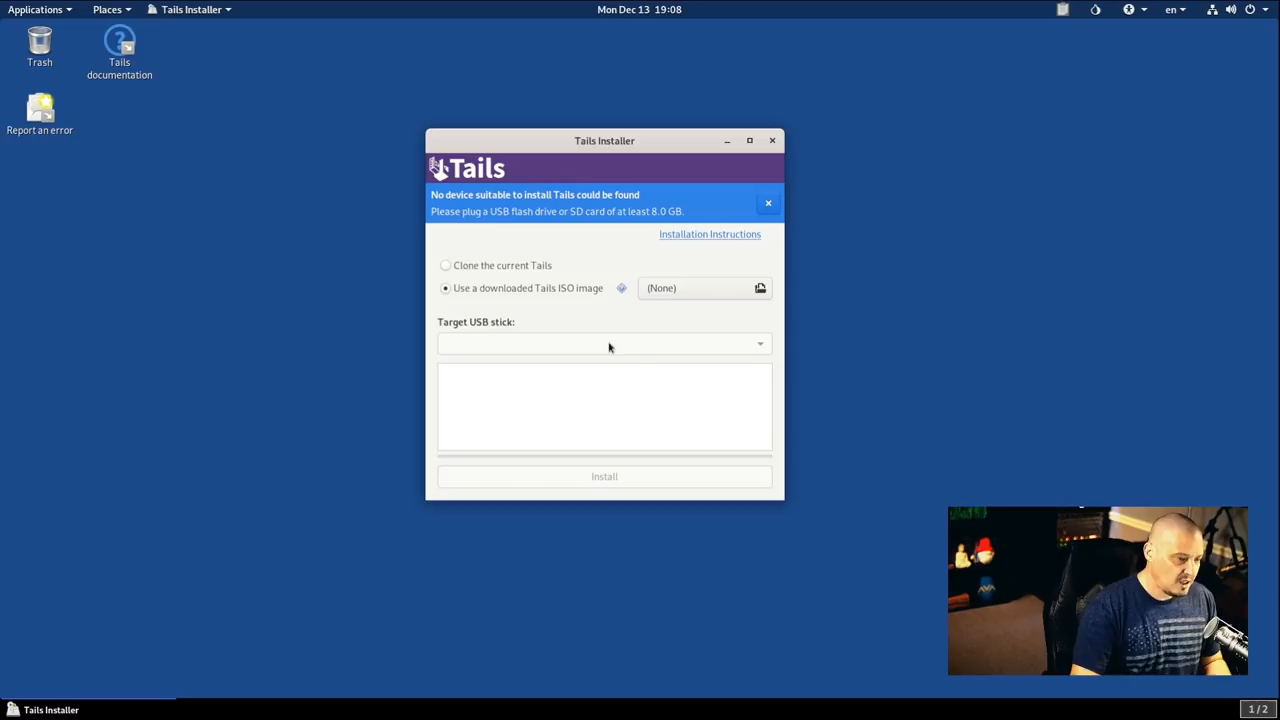 Applications
Places
Tails Installer
Mon Dec 13 19:08
en
Trash
Tails
documentation
Report an error
Tails Installer
Tails
No device suitable to install Tails could be found
Please plug a USB flash drive or SD card of at least 8.0 GB.
Installation Instructions
Clone the current Tails
Use a downloaded Tails ISO image
(None)
Target USB stick:
Install
Tails Installer
1 / 2